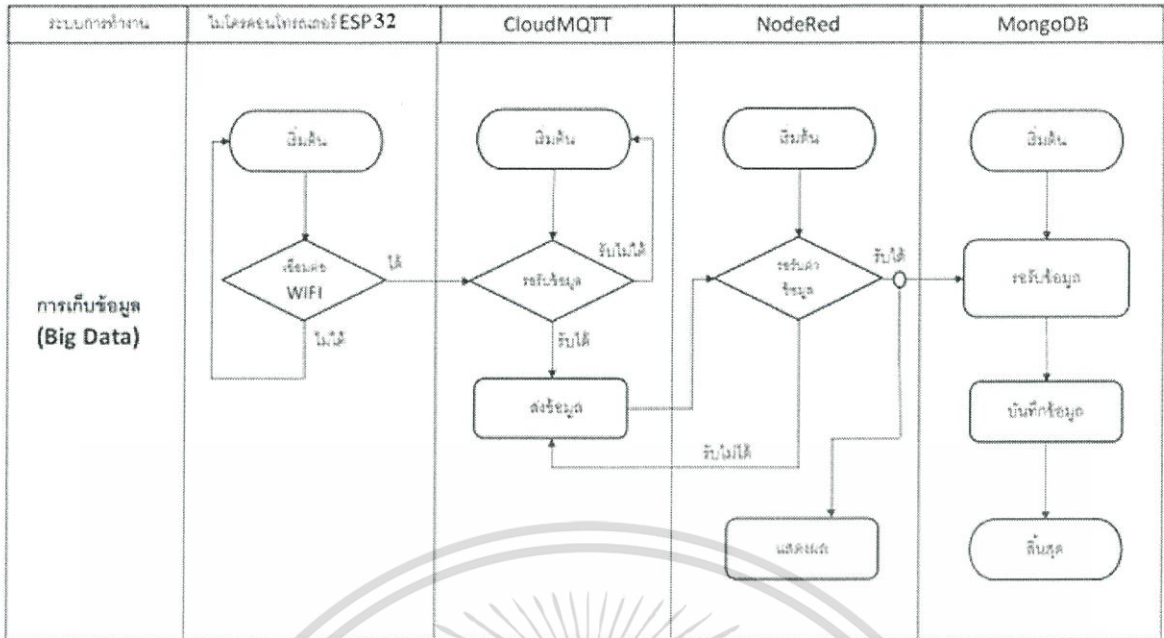 ระบบการทำงาน
ไมโครคอนโทรลเลอร์ ESP32
CloudMQTT
NodeRed
MongoDB
การเก็บข้อมูล
(Big Data)
เริ่มต้น
เริ่มต้น
เริ่มต้น
เริ่มต้น
เชื่อมต่อ
WIFI
ได้
ไม่ได้
รอรับข้อมูล
รับไม่ได้
รับได้
ส่งข้อมูล
รอรับค่า
ข้อมูล
รับได้
รับไม่ได้
แสดงผล
รอรับข้อมูล
บันทึกข้อมูล
สิ้นสุด